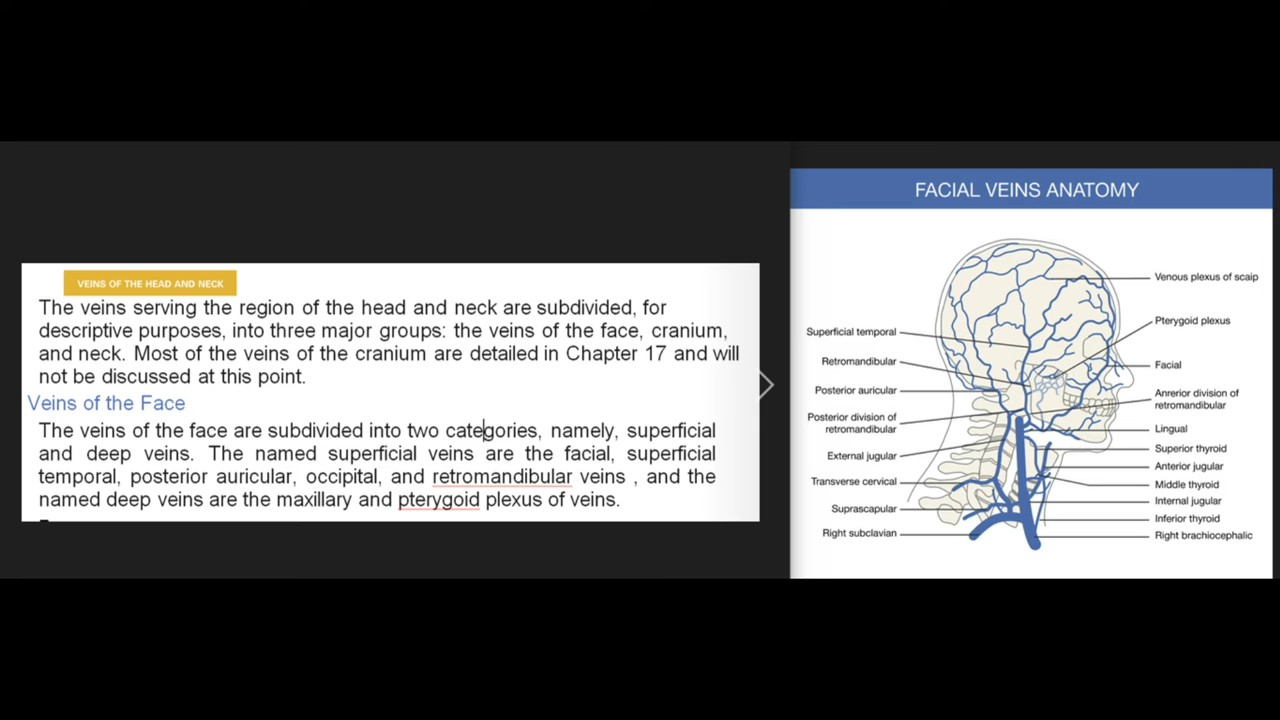 VEINS OF THE HEAD AND NECK
The veins serving the region of the head and neck are subdivided, for
descriptive purposes, into three major groups: the veins of the face, cranium,
and neck. Most of the veins of the cranium are detailed in Chapter 17 and will
not be discussed at this point.
Veins of the Face
The veins of the face are subdivided into two categories, namely, superficial
and deep veins. The named superficial veins are the facial, superficial
temporal, posterior auricular, occipital, and retromandibular veins , and the
named deep veins are the maxillary and pterygoid plexus of veins.
FACIAL VEINS ANATOMY
Superficial temporal
Retromandibular
Posterior auricular
Posterior division of
retromandibular
External jugular
Transverse cervical
Suprascapular
Right subclavian
Venous plexus of scaip
Pterygoid plexus
Facial
Anrerior division of
retromandibular
Lingual
Superior thyroid
Anterior jugular
Middle thyroid
Internal jugular
Inferior thyroid
Right brachiocephalic